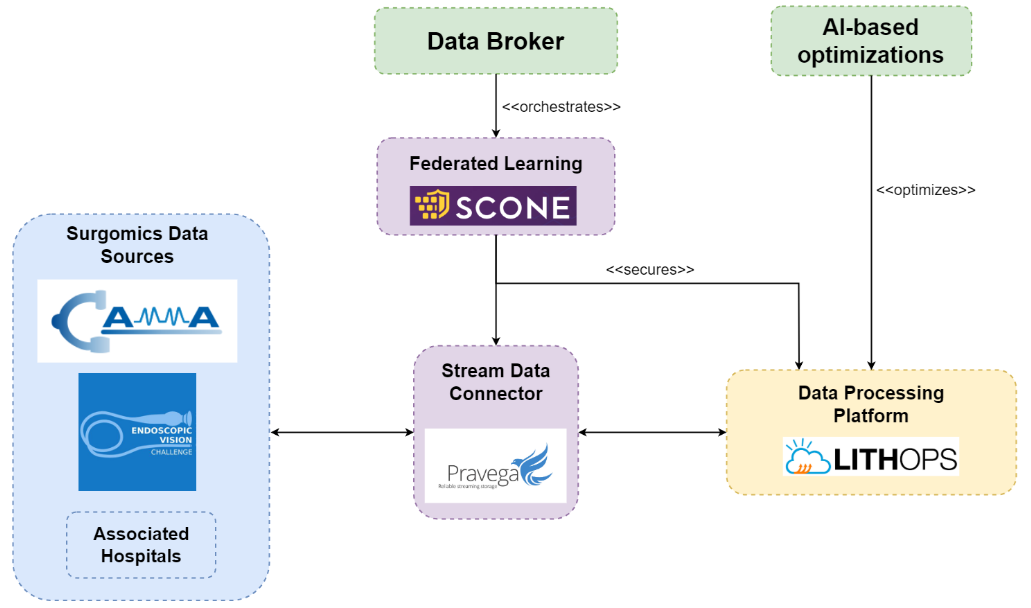 Data Broker
AI-based
optimizations
<<orchestrates>>
Federated Learning
SCONE
<<optimizes>>
Surgomics Data
Sources
CAMMA
ENDOSCOPIC
VISION
CHALLENGE
Associated
Hospitals
<<secures>>
Stream Data
Connector
Pravega
Reliable streaming storage
Data Processing
Platform
LITHOPS